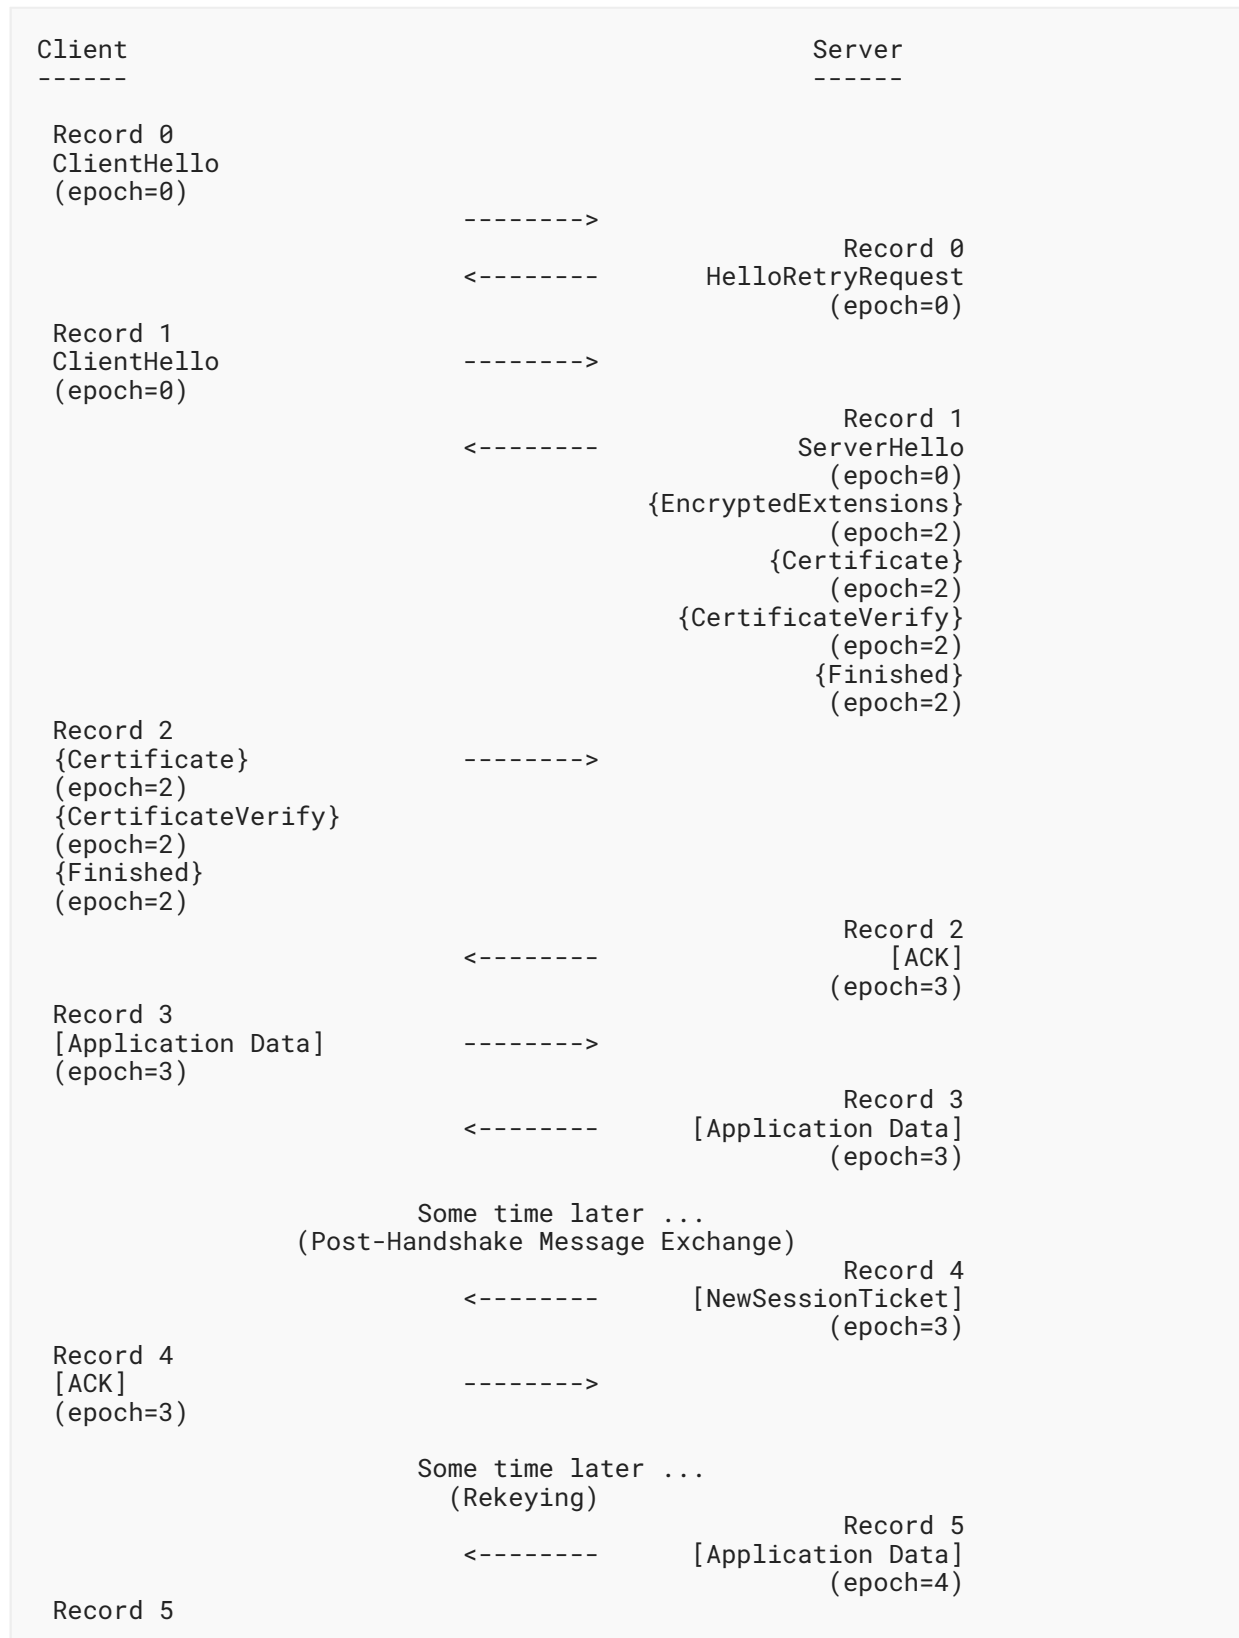 Client                                             Server
------                                             ------
Record 0
ClientHello
(epoch=0)
-------->
Record 0
<--------       HelloRetryRequest
(epoch=0)
Record 1
ClientHello                -------->
(epoch=0)
Record 1
<--------             ServerHello
(epoch=0)
{EncryptedExtensions}
(epoch=2)
{Certificate}
(epoch=2)
{CertificateVerify}
(epoch=2)
{Finished}
(epoch=2)
Record 2
{Certificate}              -------->
(epoch=2)
{CertificateVerify}
(epoch=2)
{Finished}
(epoch=2)
Record 2
<--------                   [ACK]
(epoch=3)
Record 3
[Application Data]         -------->
(epoch=3)
Record 3
<--------      [Application Data]
(epoch=3)
Some time later ...
(Post-Handshake Message Exchange)
Record 4
<--------      [NewSessionTicket]
(epoch=3)
Record 4
[ACK]                      -------->
(epoch=3)
Some time later ...
(Rekeying)
Record 5
<--------      [Application Data]
(epoch=4)
Record 5